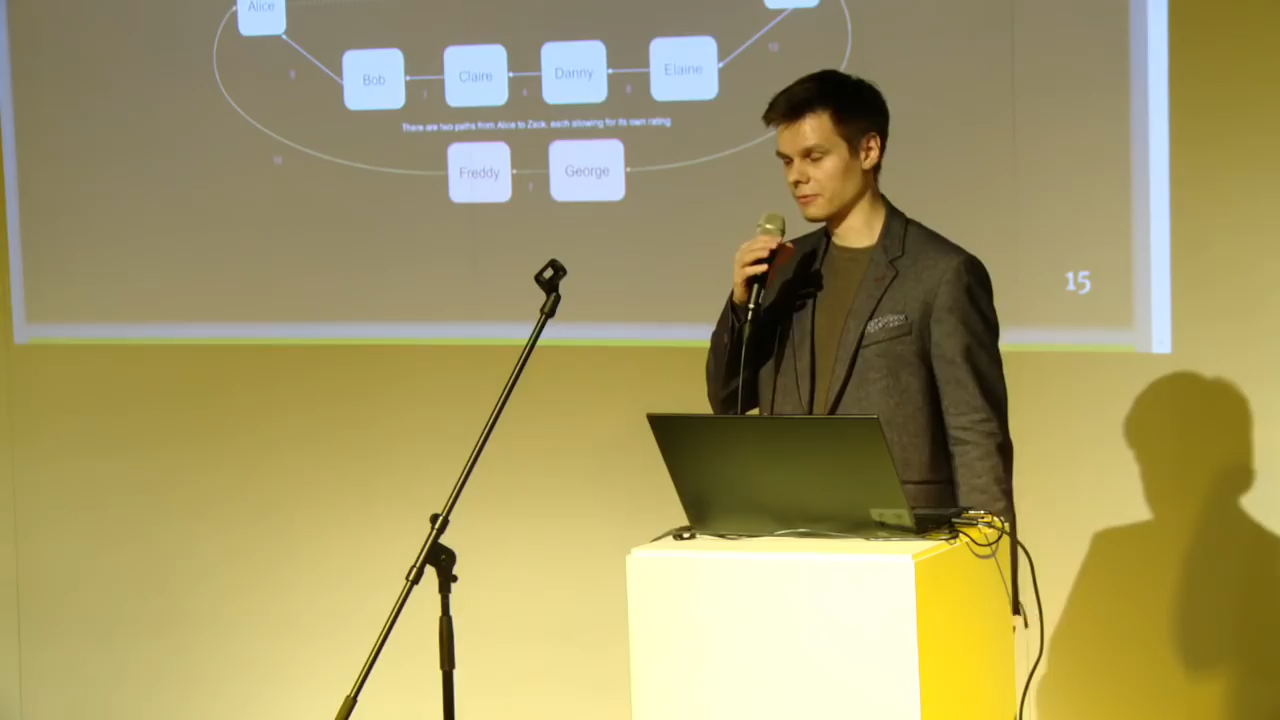 Alice
Bob
Claire
Danny
Elaine
There are two paths from Alice to Zack, each allowing for its own rating
Freddy
George
15